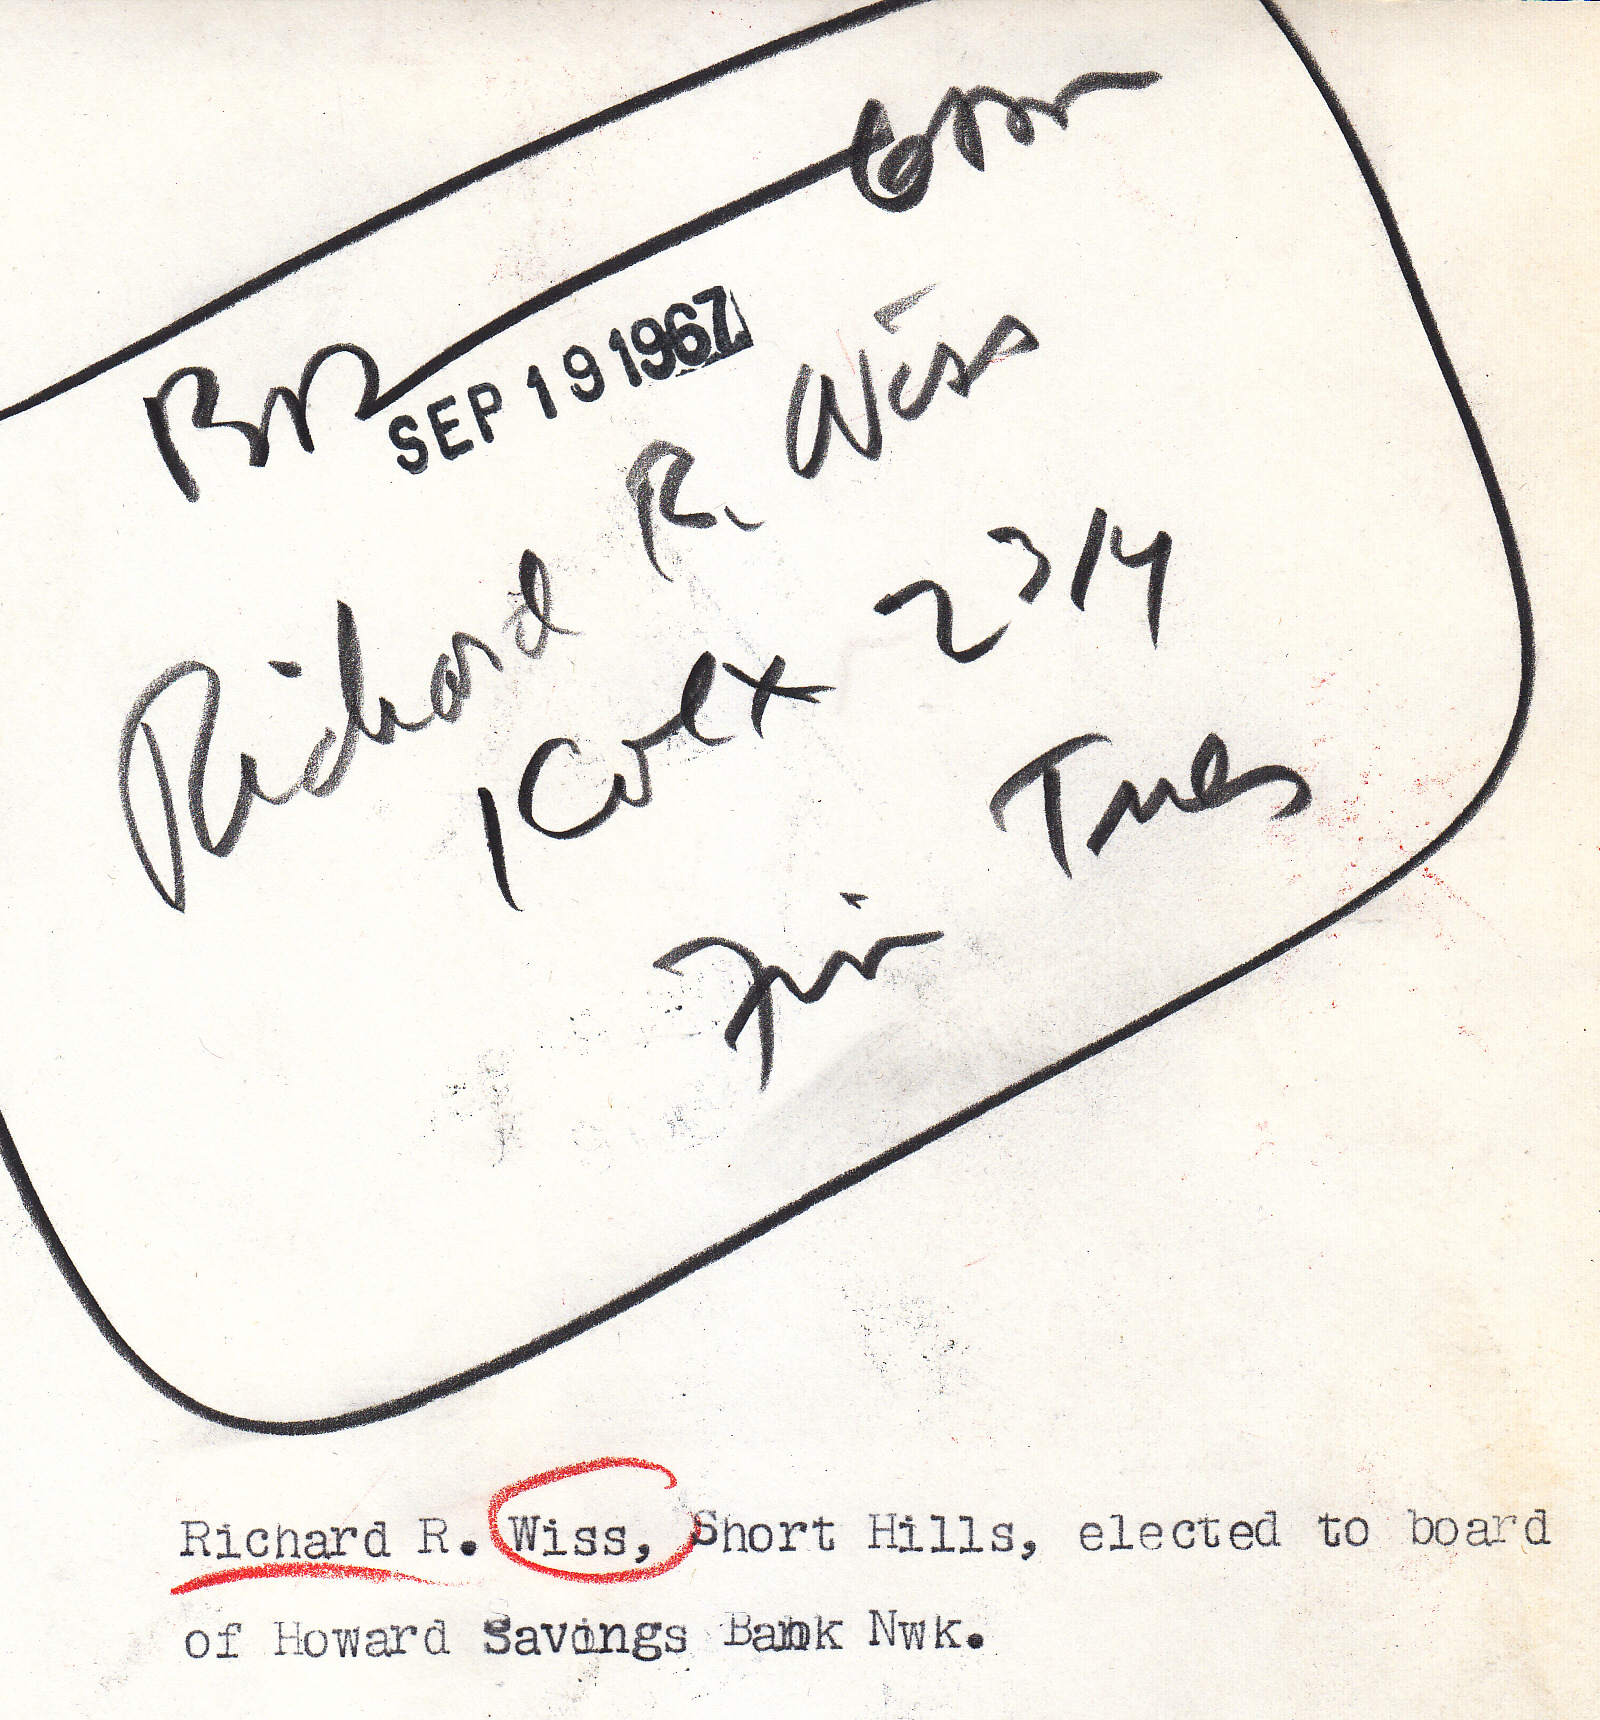 SEP 19 1967
Richard R. Wiss
1 Col x 2 3/4
Tues
Fin
Richard R. Wiss, Short Hills, elected to board
of Howard Savings Bank Nwk.